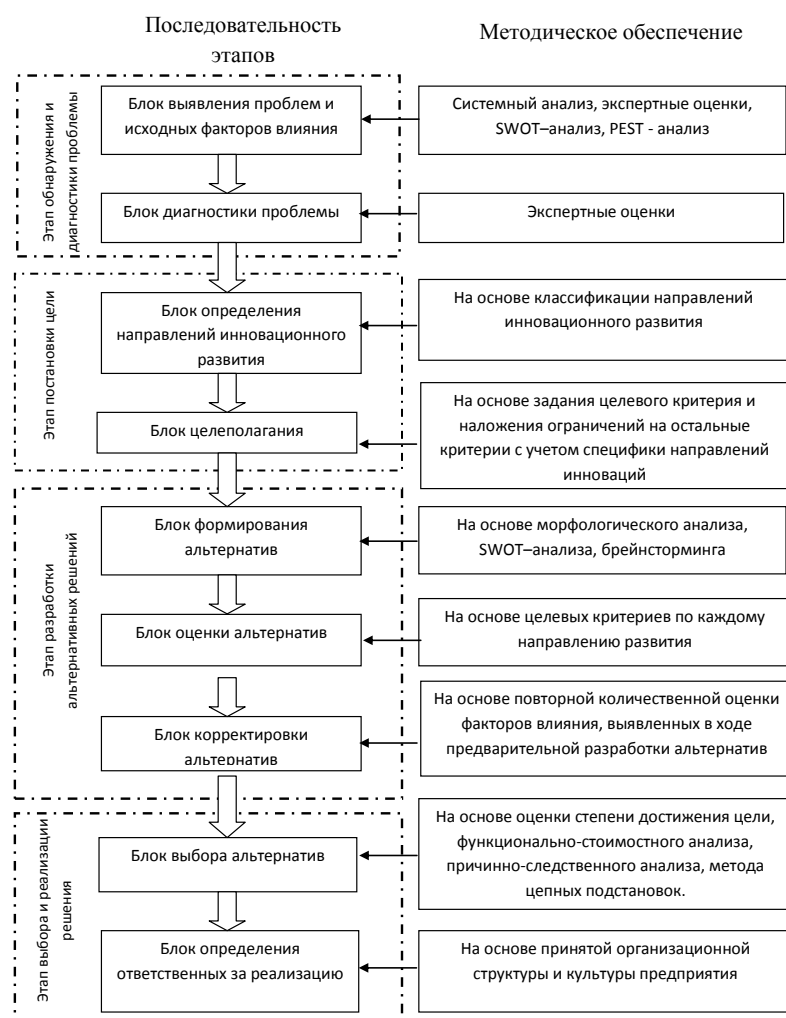 Последовательность
этапов
Методическое обеспечение
Этап обнаружения и
диагностики проблемы
Блок выявления проблем и
исходных факторов влияния
Системный анализ, экспертные оценки,
SWOT–анализ, PEST - анализ
Блок диагностики проблемы
Экспертные оценки
Этап постановки цели
Блок определения
направлений инновационного
развития
На основе классификации направлений
инновационного развития
Блок целеполагания
На основе задания целевого критерия и
наложения ограничений на остальные
критерии с учетом специфики направлений
инноваций
Этап разработки
альтернативных решений
Блок формирования
альтернатив
На основе морфологического анализа,
SWOT–анализа, брейнсторминга
Блок оценки альтернатив
На основе целевых критериев по каждому
направлению развития
Блок корректировки
альтернатив
На основе повторной количественной оценки
факторов влияния, выявленных в ходе
предварительной разработки альтернатив
Этап выбора и реализации
решения
Блок выбора альтернатив
На основе оценки степени достижения цели,
функционально-стоимостного анализа,
причинно-следственного анализа, метода
цепных подстановок.
Блок определения
ответственных за реализацию
На основе принятой организационной
структуры и культуры предприятия